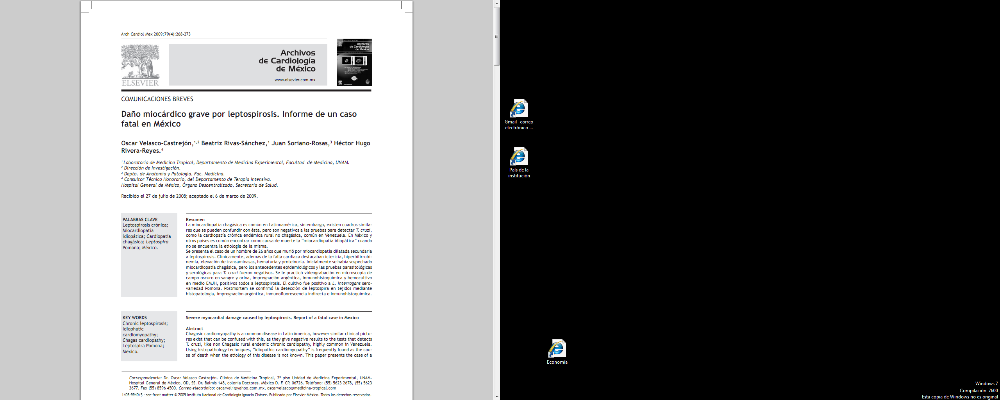 Arch Cardiol Mex 2009;79(4):268-273
Archivos
de Cardiología
de México
www.elsevier.com.mx
ELSEVIER
Archivos
de Cardiología
de México
COMUNICACIONES BREVES
Daño miocárdico grave por leptospirosis. Informe de un caso
fatal en México
Oscar Velasco-Castrejón,1,2 Beatriz Rivas-Sánchez,1 Juan Soriano-Rosas,3 Héctor Hugo
Rivera-Reyes.4
1 Laboratorio de Medicina Tropical, Departamento de Medicina Experimental, Facultad de Medicina, UNAM.
2 Dirección de Investigación.
3 Depto. de Anatomía y Patología, Fac. Medicina.
4 Consultor Técnico Honorario, del Departamento de Terapia Intensiva.
Hospital General de México, Órgano Descentralizado, Secretaría de Salud.
Recibido el 27 de julio de 2008; aceptado el 6 de marzo de 2009.
PALABRAS CLAVE
Leptospirosis crónica;
Miocardiopatía
idiopática; Cardiopatía
chagásica; Leptospira
Pomona; México.
Resumen
La miocardiopatía chagásica es común en Latinoamérica, sin embargo, existen cuadros simila-
res que se pueden confundir con ésta, pero son negativos a las pruebas para detectar T. cruzi,
como la cardiopatía crónica endémica rural no chagásica, común en Venezuela. En México y
otros países es común encontrar como causa de muerte la "miocardiopatía idiopática" cuando
no se encuentra la etiología de la misma.
Se presenta el caso de un hombre de 26 años que murió por miocardiopatía dilatada secundaria
a leptospirosis. Clínicamente, además de la falla cardiaca destacaban ictericia, hiperbilirrubi-
nemia, elevación de transaminasas, hematuria y proteinuria. Inicialmente se había sospechado
miocardiopatía chagásica, pero los antecedentes epidemiológicos y las pruebas parasitológicas
y serológicas para T. cruzi fueron negativos. Se le practicó videograbación en microscopia de
campo oscuro en sangre y orina, impregnación argéntica, inmunohistoquímica y hemocultivo
en medio EMJH, positivos todos a leptospirosis. El cultivo fue positivo a L. interrogans sero-
variedad Pomona. Postmortem se confirmó la detección de leptospira en tejidos mediante
histopatología, impregnación argéntica, inmunofluorescencia indirecta e inmunohistoquímica.
KEY WORDS
Chronic leptospirosis;
Idiophatic
cardiomyopathy;
Chagas cardiopathy;
Leptospira Pomona;
Mexico.
Severe myocardial damage caused by leptospirosis. Report of a fatal case in Mexico
Abstract
Chagasic cardiomyopathy is a common disease in Latin America, however similar clinical pictu-
res exist that can be confused with this, as they give negative results to the tests that detects
T. cruzi, like non Chagasic rural endemic chronic cardiopathy, highly common in Venezuela.
Using histopathology techniques, "idiopathic cardiomyopathy" is frequently found as the cau-
se of death when the etiology of this disease is not known. This paper presents the case of a
Correspondencia: Dr. Oscar Velasco Castrejón. Clínica de Medicina Tropical, 2º piso Unidad de Medicina Experimental, UNAM-
Hospital General de México, OD, SS. Dr. Balmis 148, colonia Doctores. México D. F. CP. 06726. Teléfono: (55) 5623 2678, (55) 5623
2677, Fax (55) 8596 4500. Correo electrónico: oscarvel1@yahoo.com.mx, oscarvelasco@medicina-tropical.com
1405-9940/$ - see front matter © 2009 Instituto Nacional de Cardiología Ignacio Chávez. Publicado por Elsevier México. Todos los derechos reservados.
Gmail- correo
electrónico ...
País de la
institución
Economía
Windows 7
Compilación 7600
Esta copia de Windows no es original